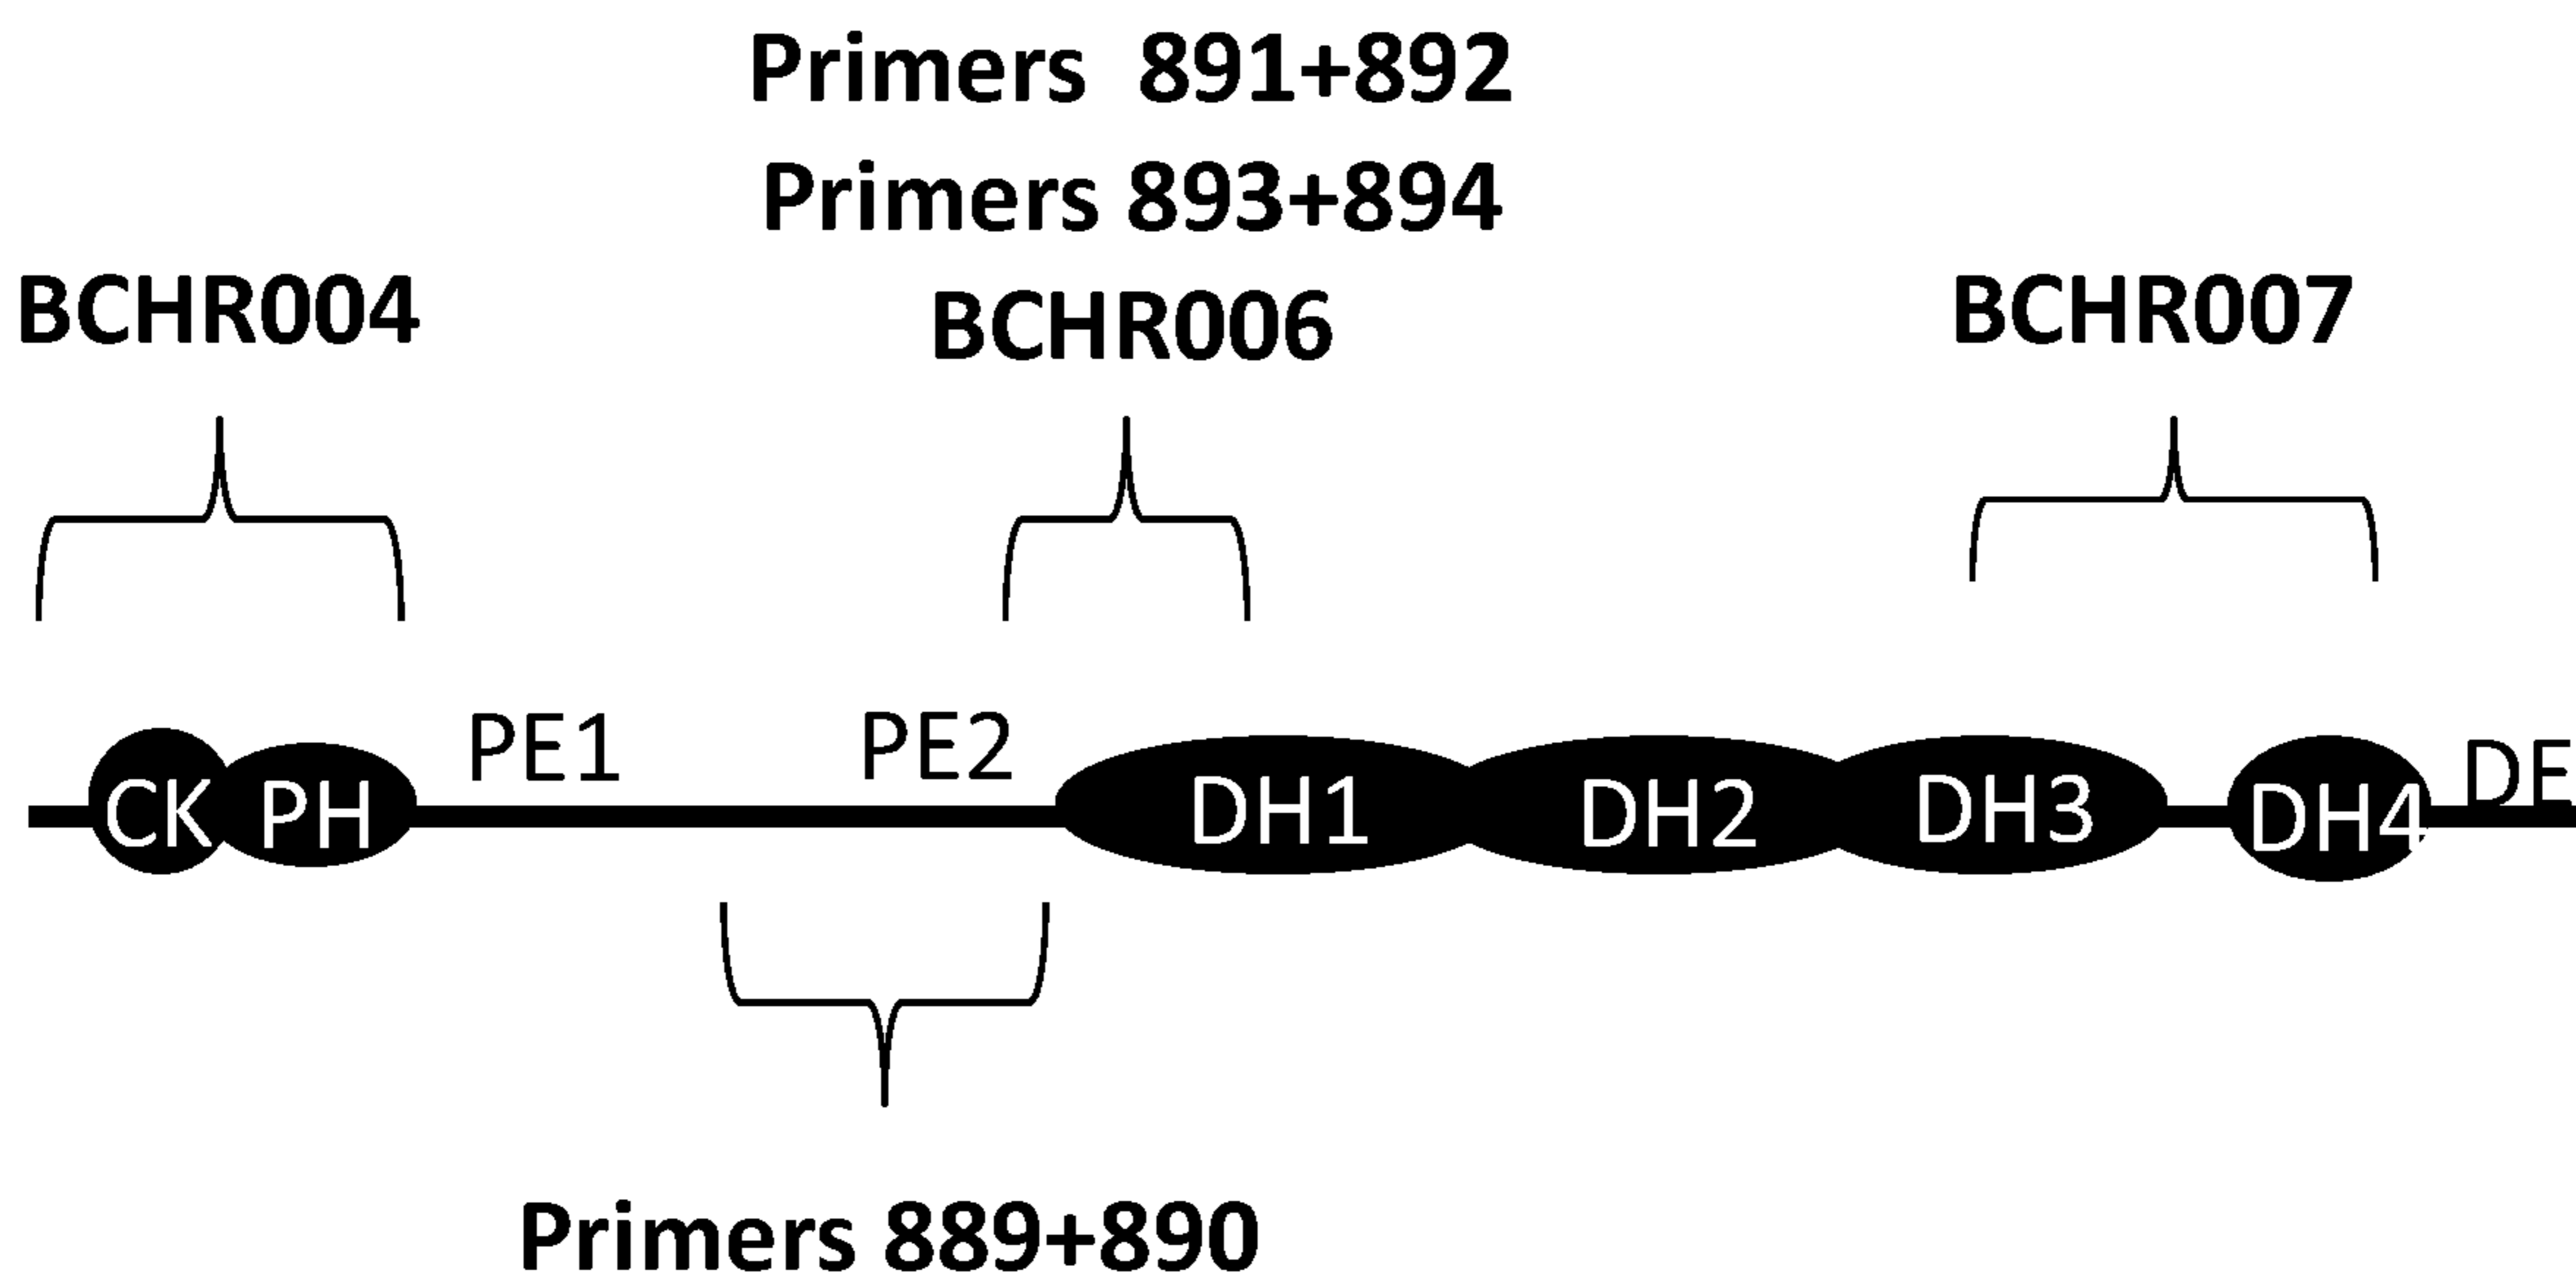 Primers 891+892
Primers 893+894
BCHR004
BCHR006
BCHR007
PE1
PE2
DE
CK
PH
DH1
DH2
DH3
DH4
Primers 889+890